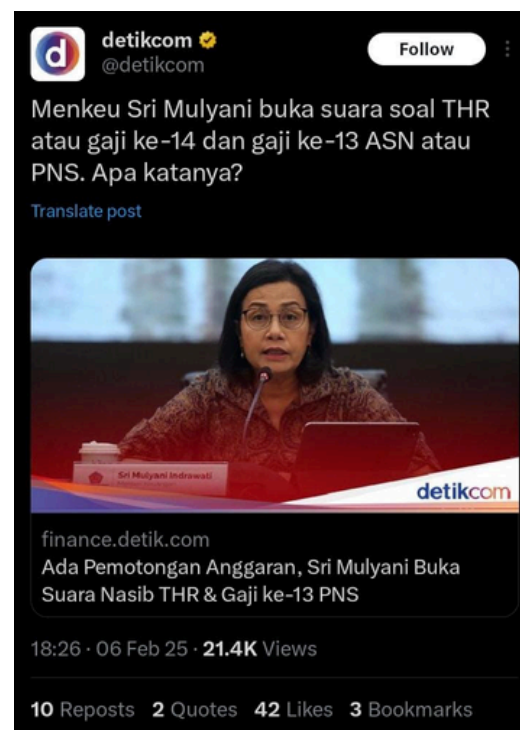 detikcom
@detikcom
Follow
Menkeu Sri Mulyani buka suara soal THR
atau gaji ke-14 dan gaji ke-13 ASN atau
PNS. Apa katanya?
Translate post
Sri Mulyani Indrawati
detikcom
finance.detik.com
Ada Pemotongan Anggaran, Sri Mulyani Buka
Suara Nasib THR & Gaji ke-13 PNS
18:26 · 06 Feb 25 · 21.4K Views
10 Reposts 2 Quotes 42 Likes 3 Bookmarks